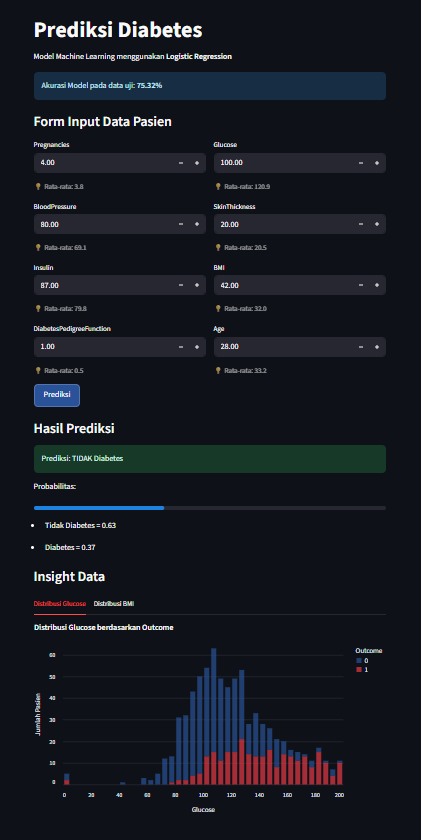 Prediksi Diabetes
Model Machine Learning menggunakan Logistic Regression
Akurasi Model pada data uji: 75.32%
Form Input Data Pasien
Pregnancies
Glucose
4.00 − +
100.00 − +
Rata-rata: 3.8
Rata-rata: 120.9
BloodPressure
SkinThickness
80.00 − +
20.00 − +
Rata-rata: 69.1
Rata-rata: 20.5
Insulin
BMI
87.00 − +
42.00 − +
Rata-rata: 79.8
Rata-rata: 32.0
DiabetesPedigreeFunction
Age
1.00 − +
28.00 − +
Rata-rata: 0.5
Rata-rata: 33.2
Prediksi
Hasil Prediksi
Prediksi: TIDAK Diabetes
Probabilitas:
Tidak Diabetes = 0.63
Diabetes = 0.37
Insight Data
Distribusi Glucose Distribusi BMI
Distribusi Glucose berdasarkan Outcome
Outcome
0
1
60
50
40
30
20
10
0
Jumlah Pasien
0 20 40 60 80 100 120 140 160 180 200
Glucose